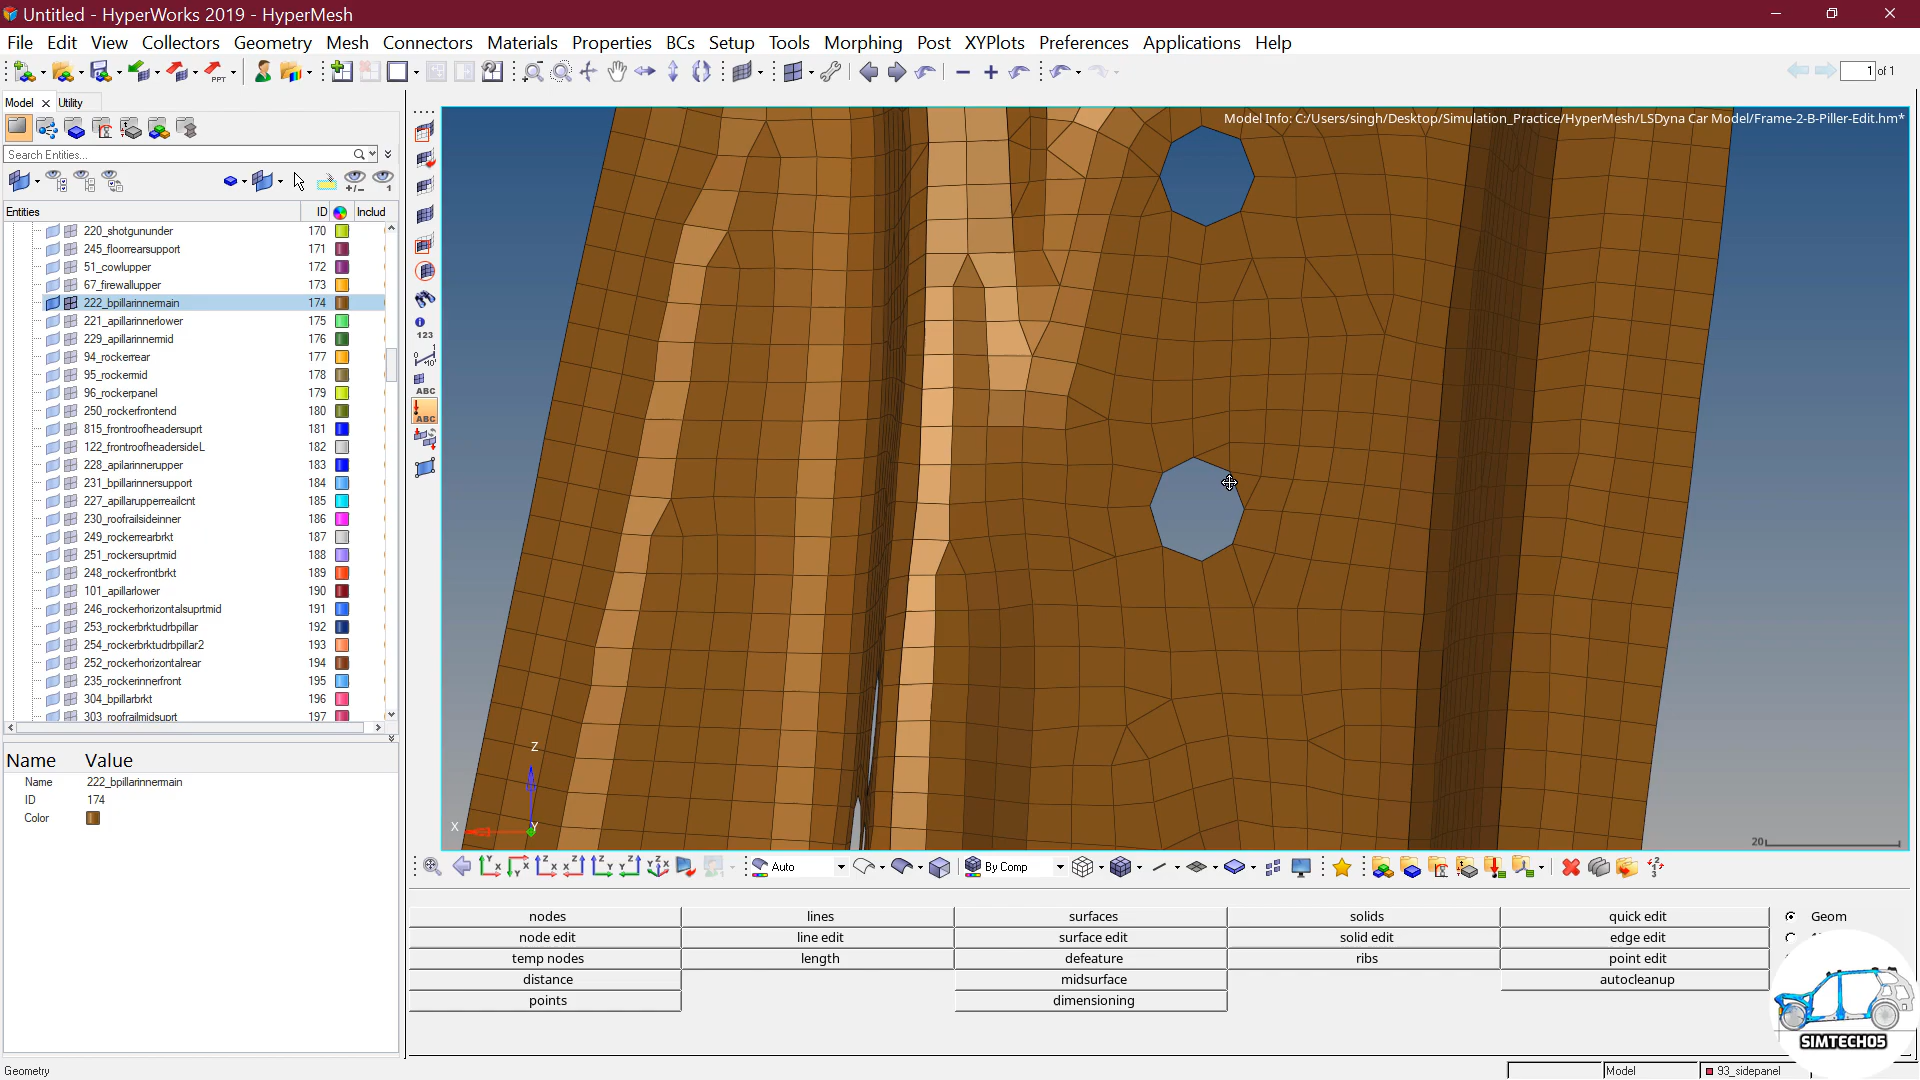 Untitled - HyperWorks 2019 - HyperMesh
File Edit View Collectors Geometry Mesh Connectors Materials Properties BCs Setup Tools Morphing Post XYPlots Preferences Applications Help
1 of 1
Model Utility
Search Entities...
Entities ID Includ
220_shotgununder 170
245_floorrearsupport 171
51_cowlupper 172
67_firewallupper 173
222_bpillarinnermain 174
221_apillarinnerlower 175
229_apillarinnermid 176
94_rockerrear 177
95_rockermid 178
96_rockerpanel 179
250_rockerfrontend 180
815_frontroofheadersuprt 181
122_frontroofheadersideL 182
228_apilarinnerupper 183
231_bpillarinnersupport 184
227_apillarupperreailcnt 185
230_roofrailsideinner 186
249_rockerrearbrkt 187
251_rockersuprtmid 188
248_rockerfrontbrkt 189
101_apillarlower 190
246_rockerhorizontalsuprtmid 191
253_rockerbrktudrbpillar 192
254_rockerbrktudrbpillar2 193
252_rockerhorizontalrear 194
235_rockerinnerfront 195
304_bpillarbrkt 196
303_roofrailmidsuprt 197
Name Value
Name 222_bpillarinnermain
ID 174
Color
Model Info: C:/Users/singh/Desktop/Simulation_Practice/HyperMesh/LSDyna Car Model/Frame-2-B-Piller-Edit.hm*
123
ABC
ABC
Z
X
Y
20
Auto
By Comp
nodes lines surfaces solids quick edit Geom
node edit line edit surface edit solid edit edge edit
temp nodes length defeature ribs point edit
distance midsurface autocleanup
points dimensioning
SIMTECH05
Geometry
Model
93_sidepanel